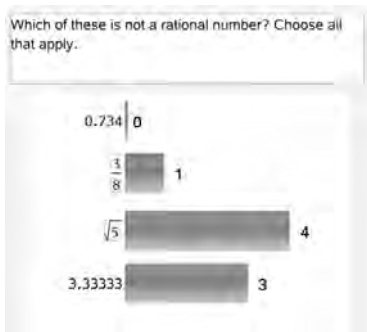 Which of these is not a rational number? Choose all
that apply.
0.734 0
3/8 1
√5 4
3.33333 3